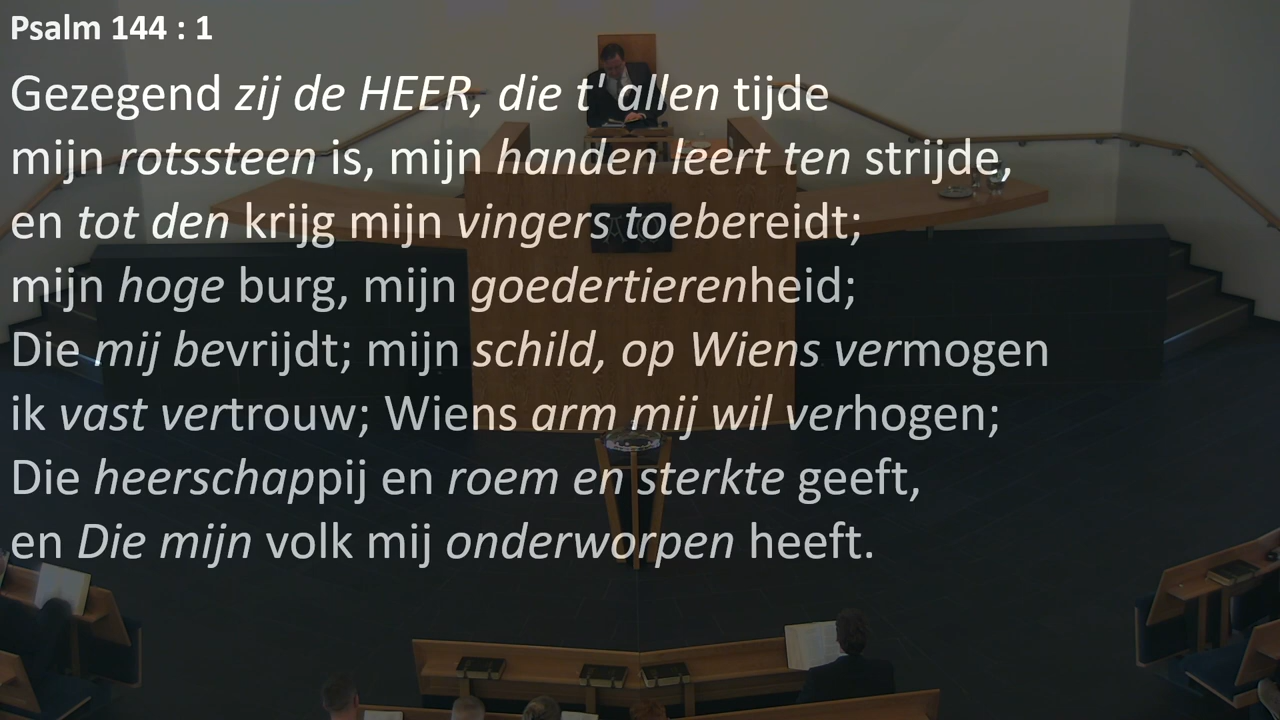 Psalm 144 : 1
Gezegend zij de HEER, die t' allen tijde
mijn rotssteen is, mijn handen leert ten strijde,
en tot den krijg mijn vingers toebereidt;
mijn hoge burg, mijn goedertierenheid;
Die mij bevrijdt; mijn schild, op Wiens vermogen
ik vast vertrouw; Wiens arm mij wil verhogen;
Die heerschappij en roem en sterkte geeft,
en Die mijn volk mij onderworpen heeft.